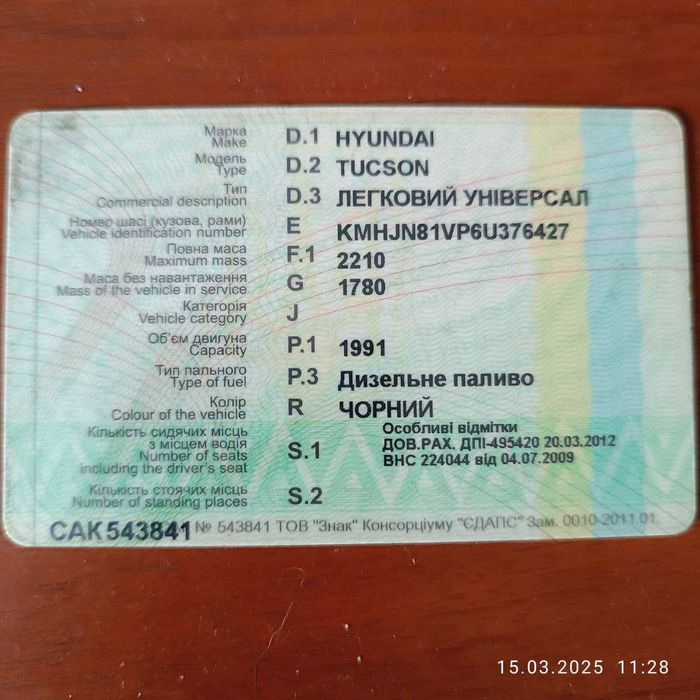 Марка D.1 HYUNDAI
Make
Модель D.2 TUCSON
Type
Тип D.3 ЛЕГКОВИЙ УНІВЕРСАЛ
Commercial description
Номер шасі (кузова, рами) E KMHJN81VP6U376427
Vehicle identification number
Повна маса F.1 2210
Maximum mass
Маса без навантаження G 1780
Mass of the vehicle in service
Категорія J
Vehicle category
Об'єм двигуна P.1 1991
Capacity
Тип пального P.3 Дизельне паливо
Type of fuel
Колір R ЧОРНИЙ
Colour of the vehicle
Кількість сидячих місць
з місцем водія S.1
Number of seats
including the driver's seat
Особливі відмітки
ДОВ.РАХ. ДПІ-495420 20.03.2012
ВНС 224044 від 04.07.2009
Кількість стоячих місць S.2
Number of standing places
САК543841 № 543841 ТОВ "Знак" Консорціуму "ЄДАПС" Зам. 0010-2011.01
15.03.2025 11:28